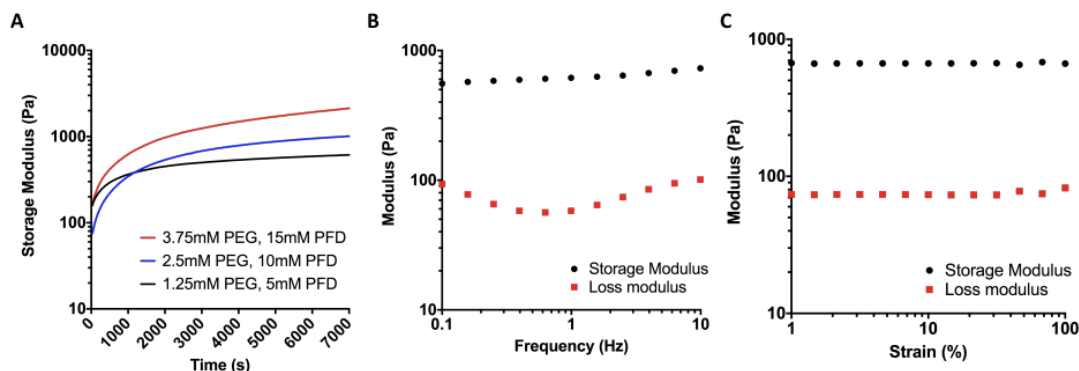 A
Storage Modulus (Pa)
10000
1000
100
10
3.75mM PEG, 15mM PFD
2.5mM PEG, 10mM PFD
1.25mM PEG, 5mM PFD
0
1000
2000
3000
4000
5000
6000
7000
Time (s)
B
Modulus (Pa)
1000
100
10
Storage Modulus
Loss modulus
0.1
1
10
Frequency (Hz)
C
Modulus (Pa)
1000
100
10
Storage Modulus
Loss modulus
1
10
100
Strain (%)